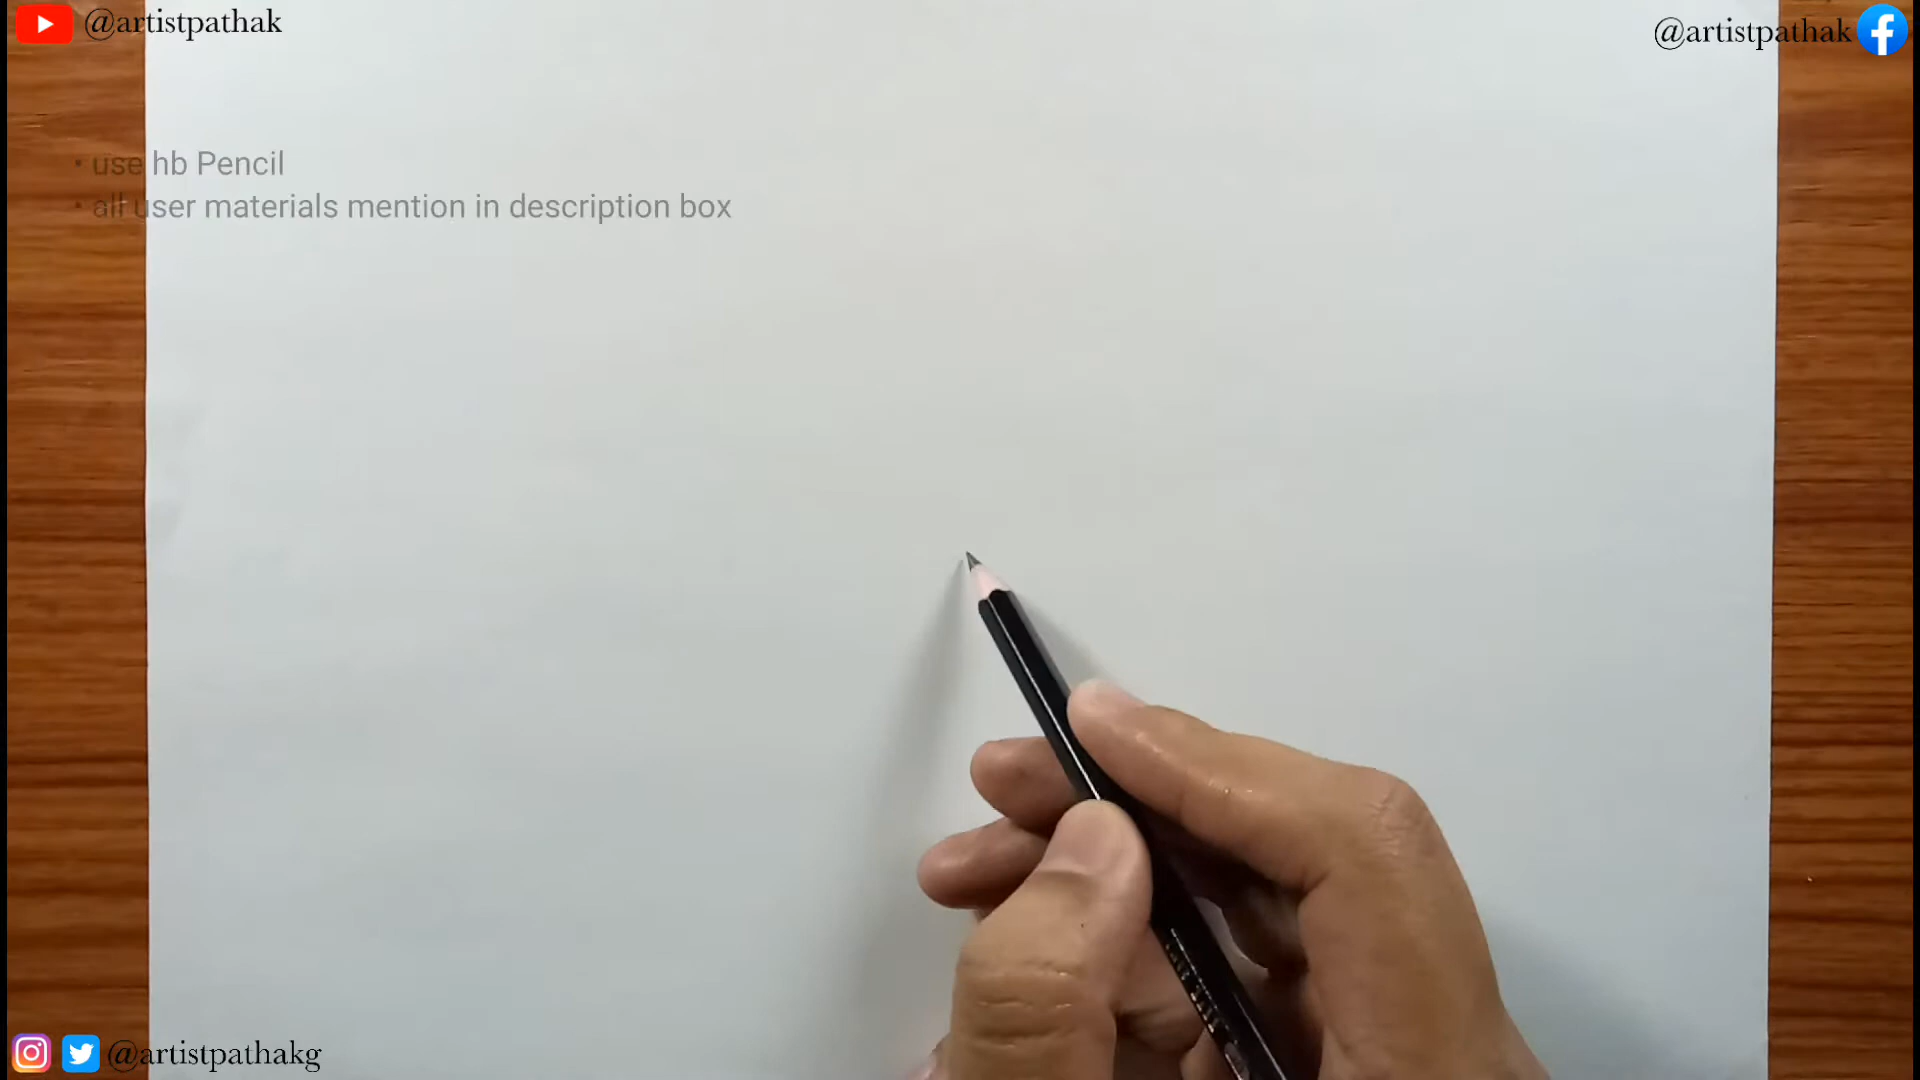 @artistpathak
@artistpathak
• use hb Pencil
• all user materials mention in description box
@artistpathakg